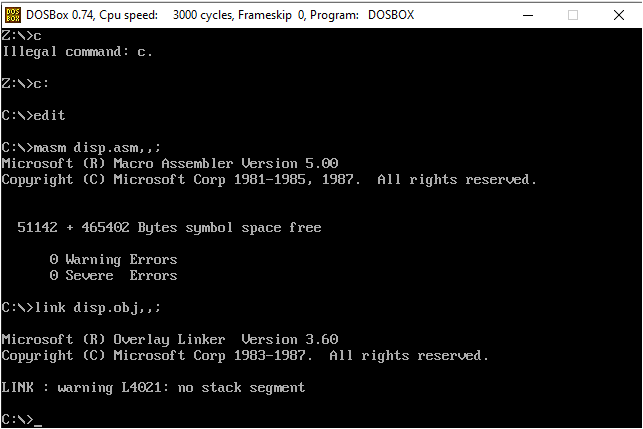 DOS BOX DOSBox 0.74, Cpu speed: 3000 cycles, Frameskip 0, Program: DOSBOX
Z:\>c
Illegal command: c.
Z:\>c:
C:\>edit
C:\>masm disp.asm,,;
Microsoft (R) Macro Assembler Version 5.00
Copyright (C) Microsoft Corp 1981-1985, 1987.  All rights reserved.
51142 + 465402 Bytes symbol space free
0 Warning Errors
0 Severe  Errors
C:\>link disp.obj,,;
Microsoft (R) Overlay Linker  Version 3.60
Copyright (C) Microsoft Corp 1983-1987.  All rights reserved.
LINK : warning L4021: no stack segment
C:\>_